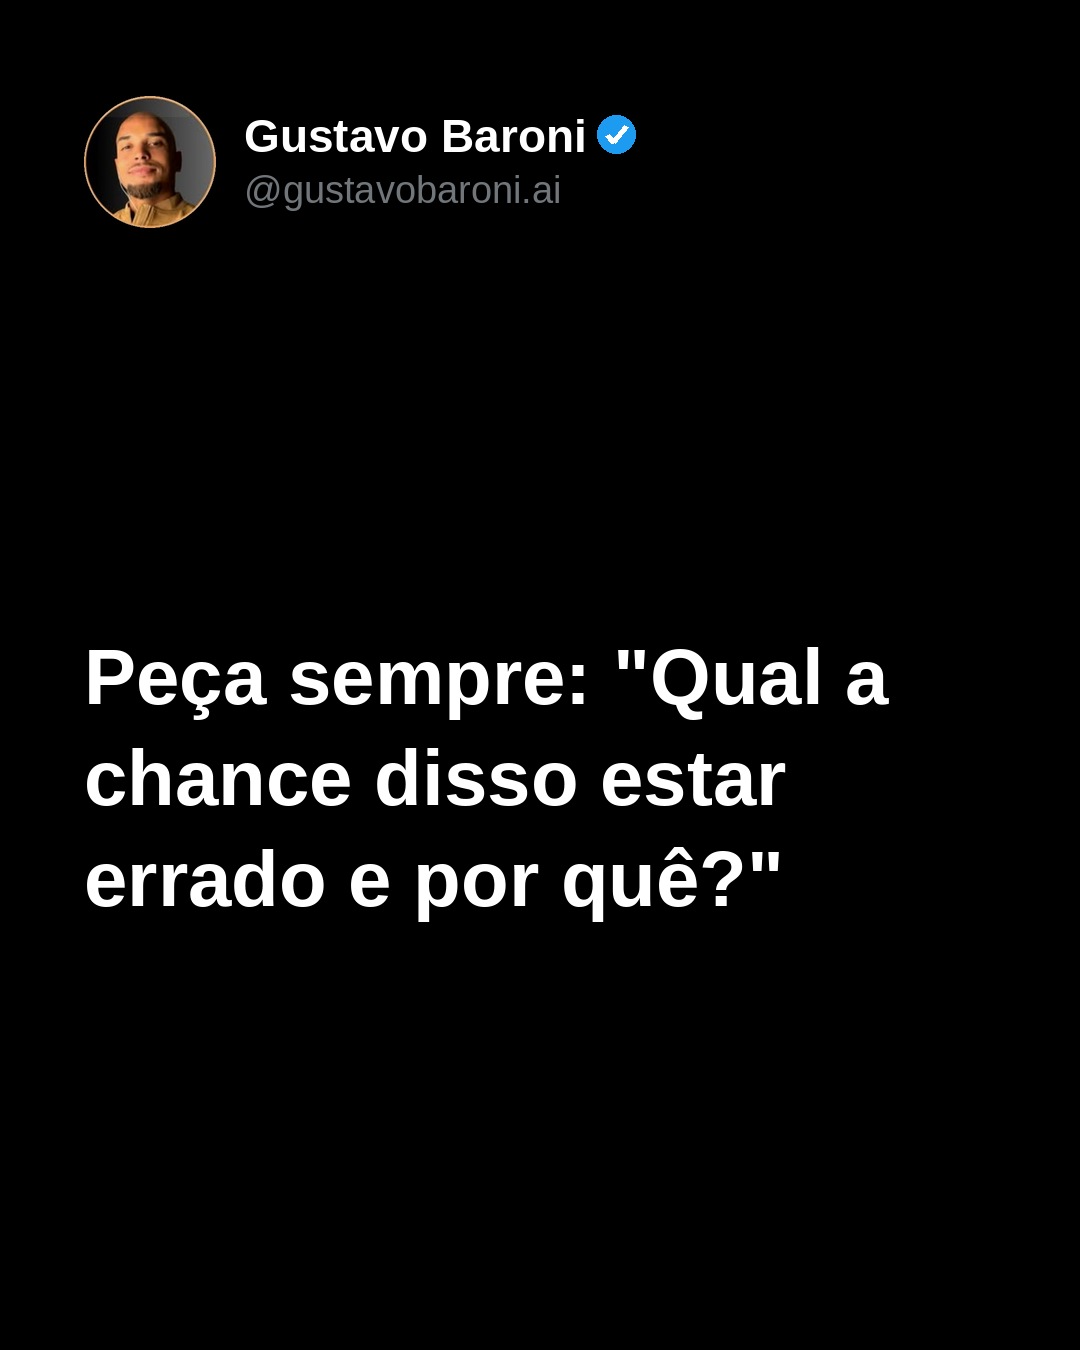 Gustavo Baroni
@gustavobaroni.ai
Peça sempre: "Qual a
chance disso estar
errado e por quê?"